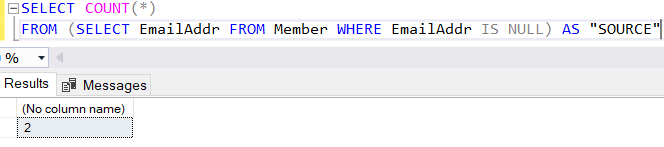 SELECT COUNT(*)
FROM (SELECT EmailAddr FROM Member WHERE EmailAddr IS NULL) AS "SOURCE"
%
Results Messages
(No column name)
2